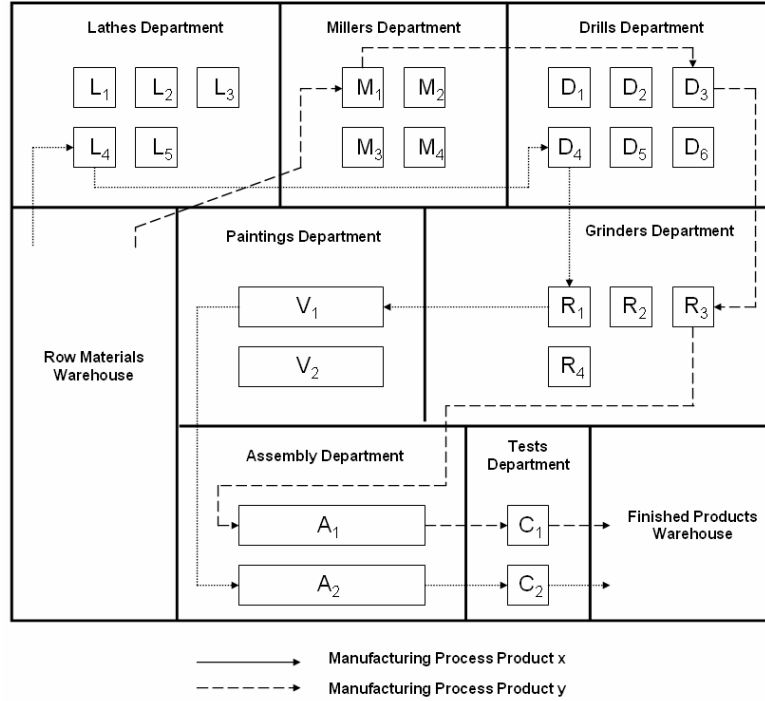 Lathes Department
Millers Department
Drills Department
L1 L2 L3
M1 M2
D1 D2 D3
L4 L5
M3 M4
D4 D5 D6
Paintings Department
Grinders Department
V1
R1 R2 R3
Row Materials
Warehouse
V2
R4
Assembly Department
Tests
Department
A1
C1
Finished Products
Warehouse
A2
C2
Manufacturing Process Product x
Manufacturing Process Product y